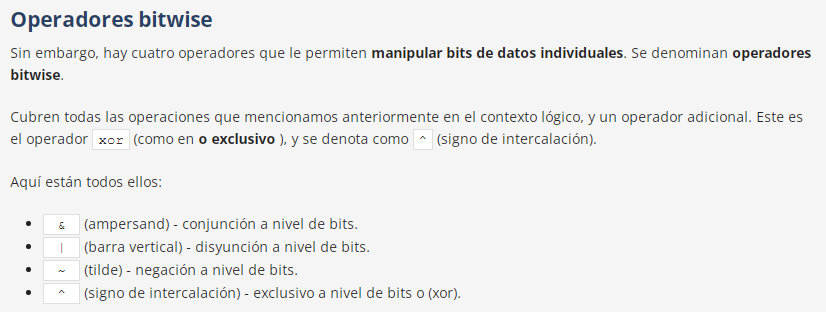 Operadores bitwise
Sin embargo, hay cuatro operadores que le permiten manipular bits de datos individuales. Se denominan operadores
bitwise.
Cubren todas las operaciones que mencionamos anteriormente en el contexto lógico, y un operador adicional. Este es
el operador xor (como en o exclusivo ), y se denota como ^ (signo de intercalación).
Aquí están todos ellos:
• & (ampersand) - conjunción a nivel de bits.
• | (barra vertical) - disyunción a nivel de bits.
• ~ (tilde) - negación a nivel de bits.
• ^ (signo de intercalación) - exclusivo a nivel de bits o (xor).